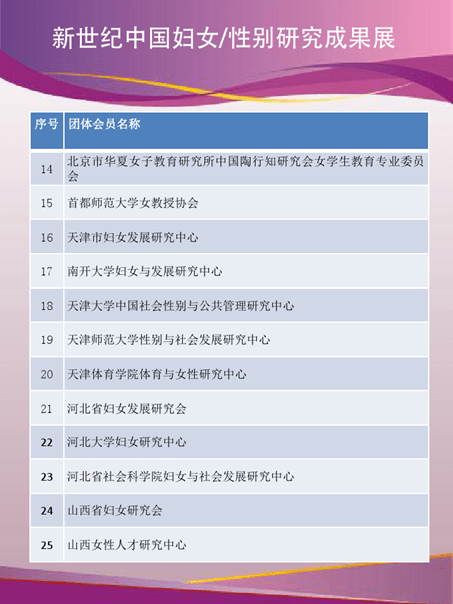 新世纪中国妇女/性别研究成果展
序号 团体会员名称
14 北京市华夏女子教育研究所中国陶行知研究会女学生教育专业委员
会
15 首都师范大学女教授协会
16 天津市妇女发展研究中心
17 南开大学妇女与发展研究中心
18 天津大学中国社会性别与公共管理研究中心
19 天津师范大学性别与社会发展研究中心
20 天津体育学院体育与女性研究中心
21 河北省妇女发展研究会
22 河北大学妇女研究中心
23 河北省社会科学院妇女与社会发展研究中心
24 山西省妇女研究会
25 山西女性人才研究中心